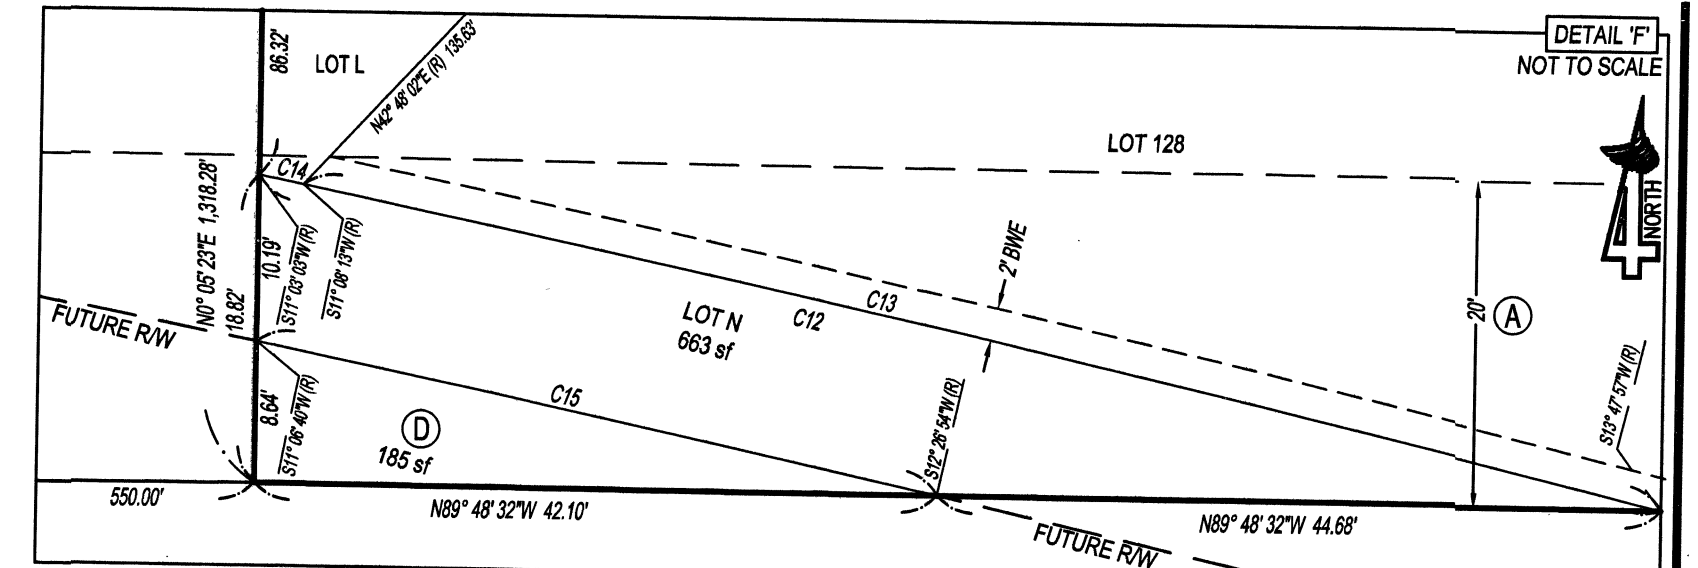 DETAIL 'F'
NOT TO SCALE
86.32'
LOT L
N42° 48' 02"E (R) 135.63'
LOT 128
NORTH
C14
N0° 05' 23"E 1,318.28'
10.19'
S11° 03' 03"W (R)
S11° 08' 13"W (R)
2' BWE
18.82'
C13
C12
20'
A
FUTURE R/W
LOT N
663 sf
S13° 47' 57"W (R)
8.64'
S11° 06' 40"W (R)
C15
D
185 sf
S12° 26' 54"W (R)
550.00'
N89° 48' 32"W 42.10'
N89° 48' 32"W 44.68'
FUTURE R/W